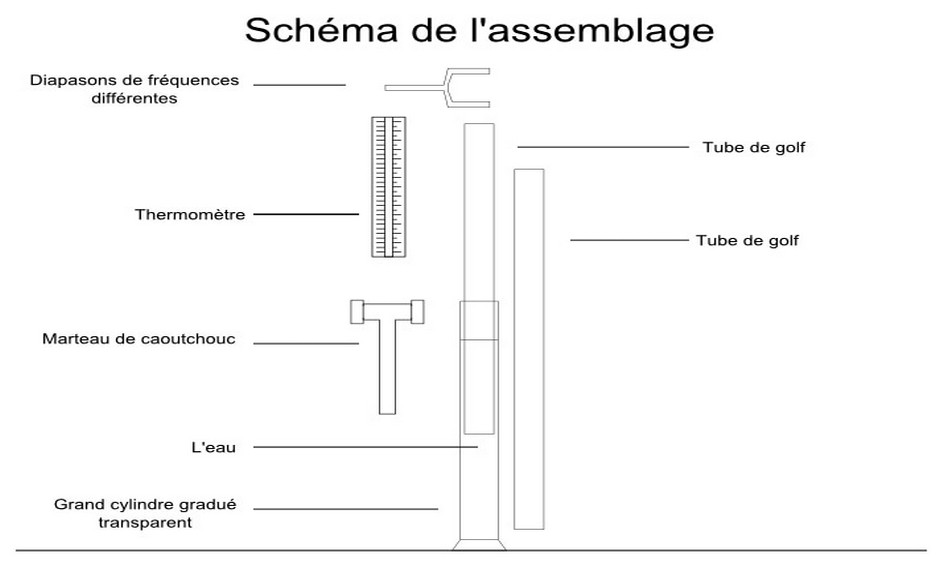 Schéma de l'assemblage
Diapasons de fréquences
différentes
Tube de golf
Thermomètre
Tube de golf
Marteau de caoutchouc
L'eau
Grand cylindre gradué
transparent